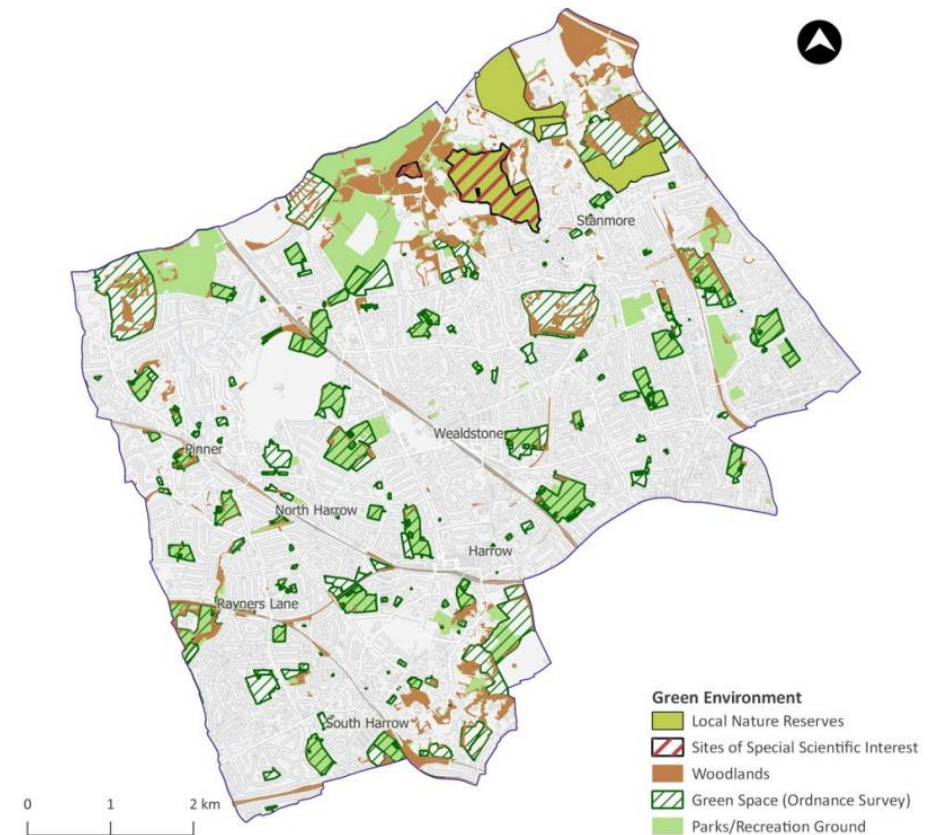 Stanmore
Wealdstone
Pinner
North Harrow
Harrow
Rayners Lane
South Harrow
Green Environment
Local Nature Reserves
Sites of Special Scientific Interest
Woodlands
Green Space (Ordnance Survey)
Parks/Recreation Ground
0 1 2 km